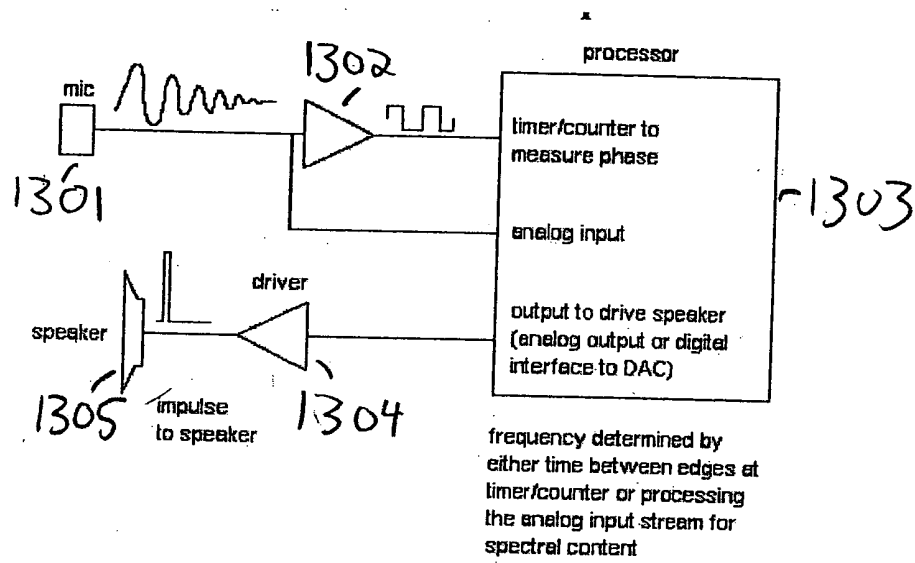 processor
1302
mic
timer/counter to
measure phase
1301
1303
analog input
driver
output to drive speaker
(analog output or digital
interface to DAC)
speaker
1305
impulse
to speaker
1304
frequency determined by
either time between edges at
timer/counter or processing
the analog input stream for
spectral content